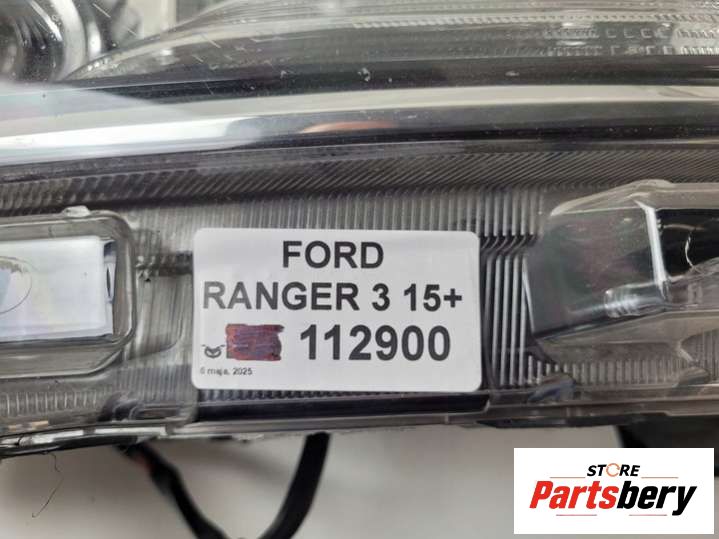 FORD
RANGER 3 15+
112900
6 maja, 2025
STORE
Partsbery